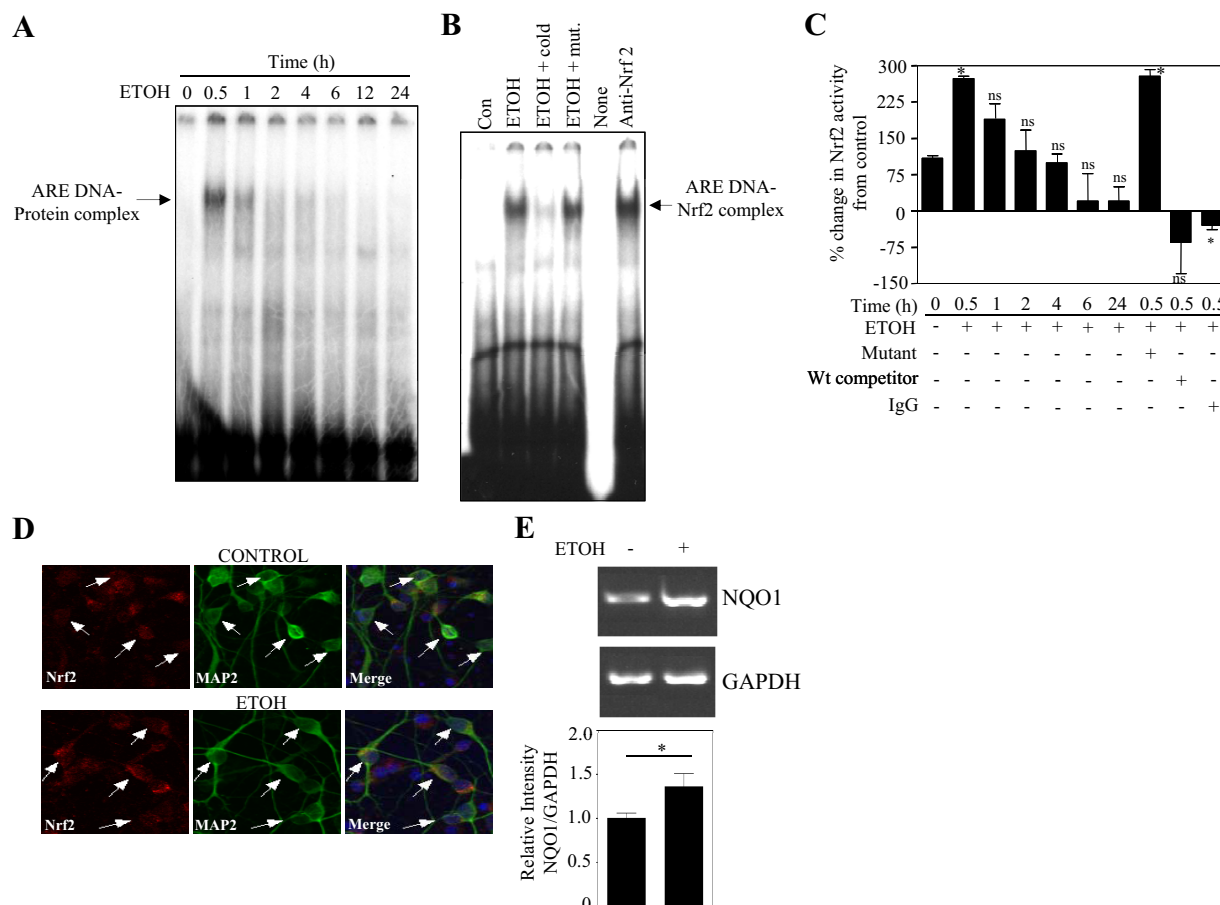 A
Time (h)
ETOH 0 0.5 1 2 4 6 12 24
ARE DNA-
Protein complex
B
Con
ETOH
ETOH + cold
ETOH + mut.
None
Anti-Nrf 2
ARE DNA-
Nrf2 complex
C
% change in Nrf2 activity
from control
300
225
150
75
0
-75
-150
* ns ns ns ns ns * ns *
Time (h) 0 0.5 1 2 4 6 24 0.5 0.5 0.5
ETOH - + + + + + + + + +
Mutant - - - - - - - + - -
Wt competitor - - - - - - - - + -
IgG - - - - - - - - - +
D
CONTROL
Nrf2 MAP2 Merge
ETOH
Nrf2 MAP2 Merge
E
ETOH - +
NQO1
GAPDH
Relative Intensity
NQO1/GAPDH
2.0
1.5
1.0
0.5
0
*